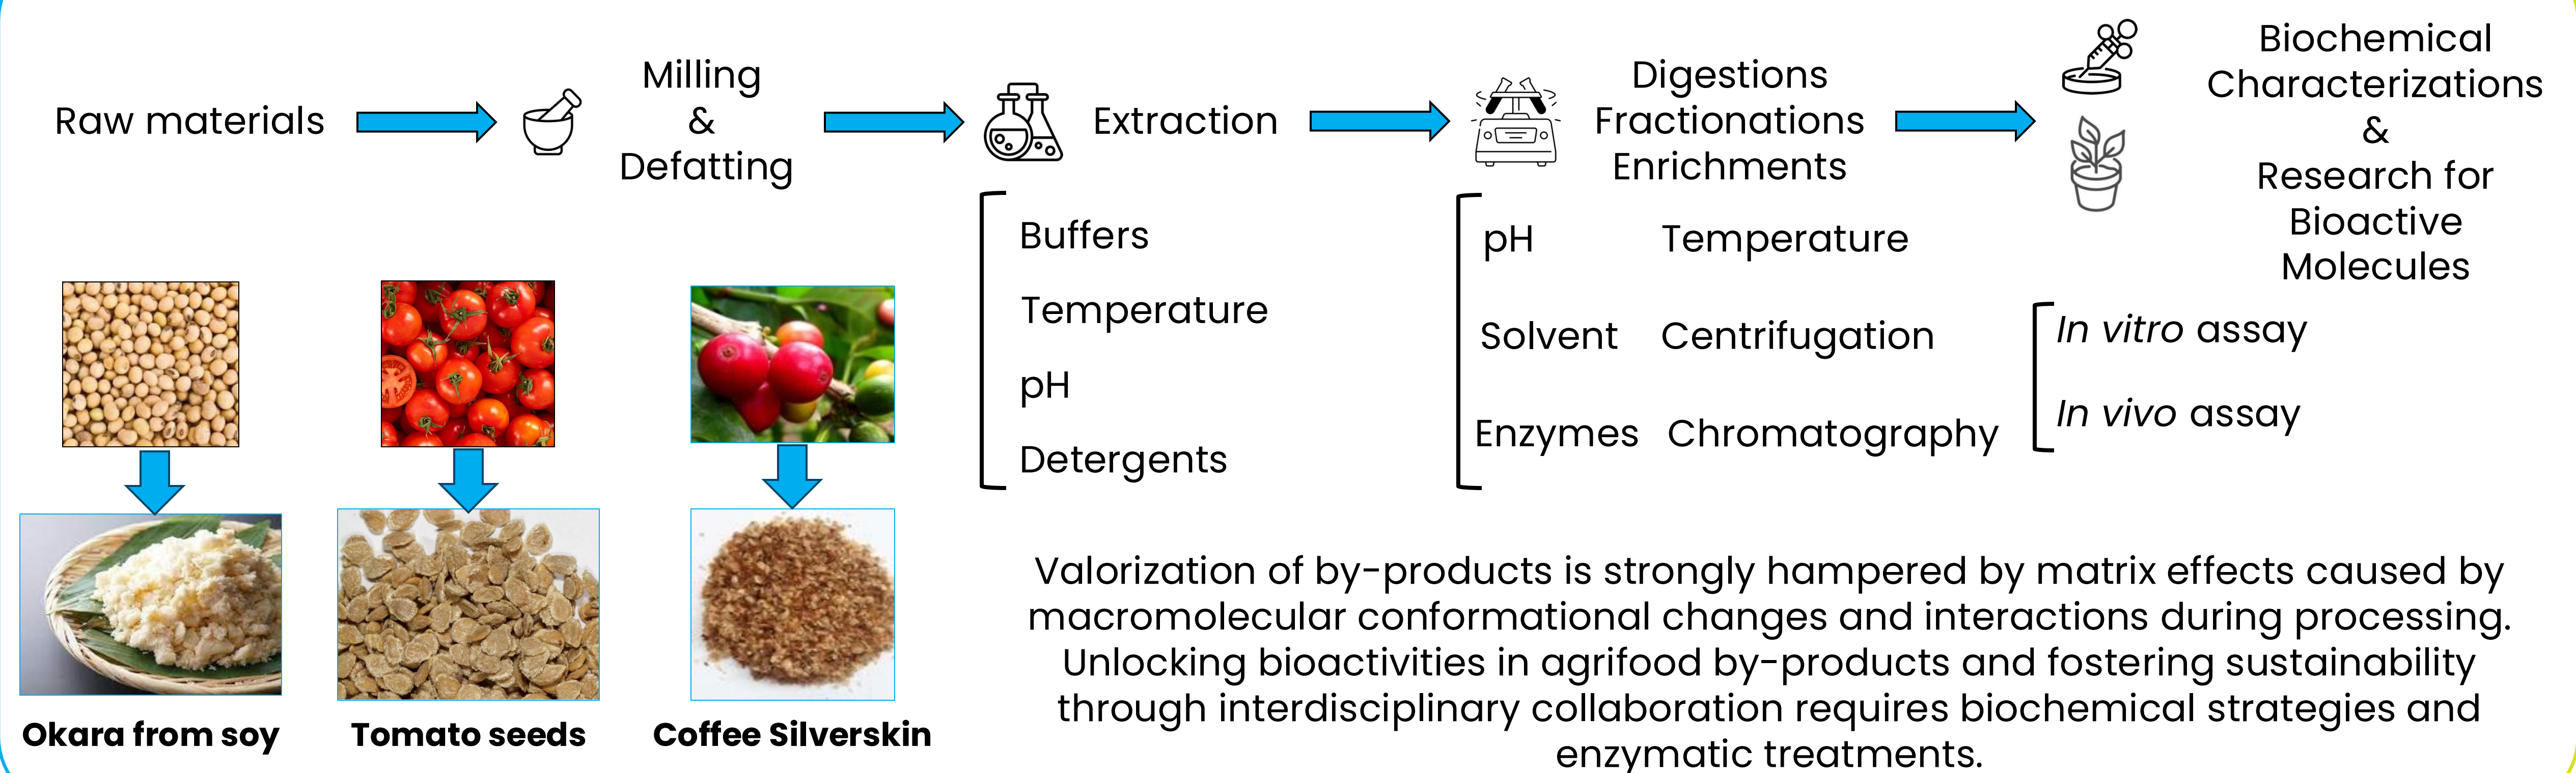 Raw materials
Milling
&
Defatting
Extraction
Digestions
Fractionations
Enrichments
Biochemical
Characterizations
&
Research for
Bioactive
Molecules
Buffers
Temperature
pH
Detergents
pH Temperature
Solvent Centrifugation
Enzymes Chromatography
In vitro assay
In vivo assay
Okara from soy
Tomato seeds
Coffee Silverskin
Valorization of by-products is strongly hampered by matrix effects caused by
macromolecular conformational changes and interactions during processing.
Unlocking bioactivities in agrifood by-products and fostering sustainability
through interdisciplinary collaboration requires biochemical strategies and
enzymatic treatments.